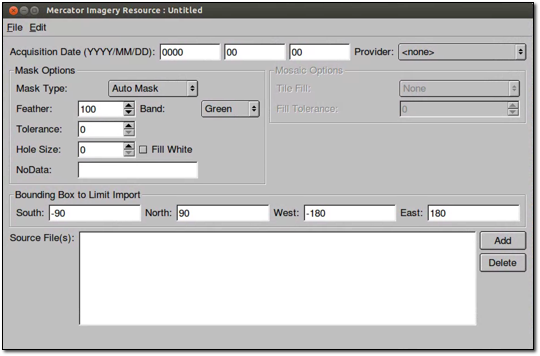 Mercator Imagery Resource : Untitled
File Edit
Acquisition Date (YYYY/MM/DD): 0000 00 00 Provider: <none>
Mask Options
Mask Type: Auto Mask
Feather: 100 Band: Green
Tolerance: 0
Hole Size: 0 Fill White
NoData:
Mosaic Options
Tile Fill: None
Fill Tolerance: 0
Bounding Box to Limit Import
South: -90 North: 90 West: -180 East: 180
Source File(s): Add
Delete